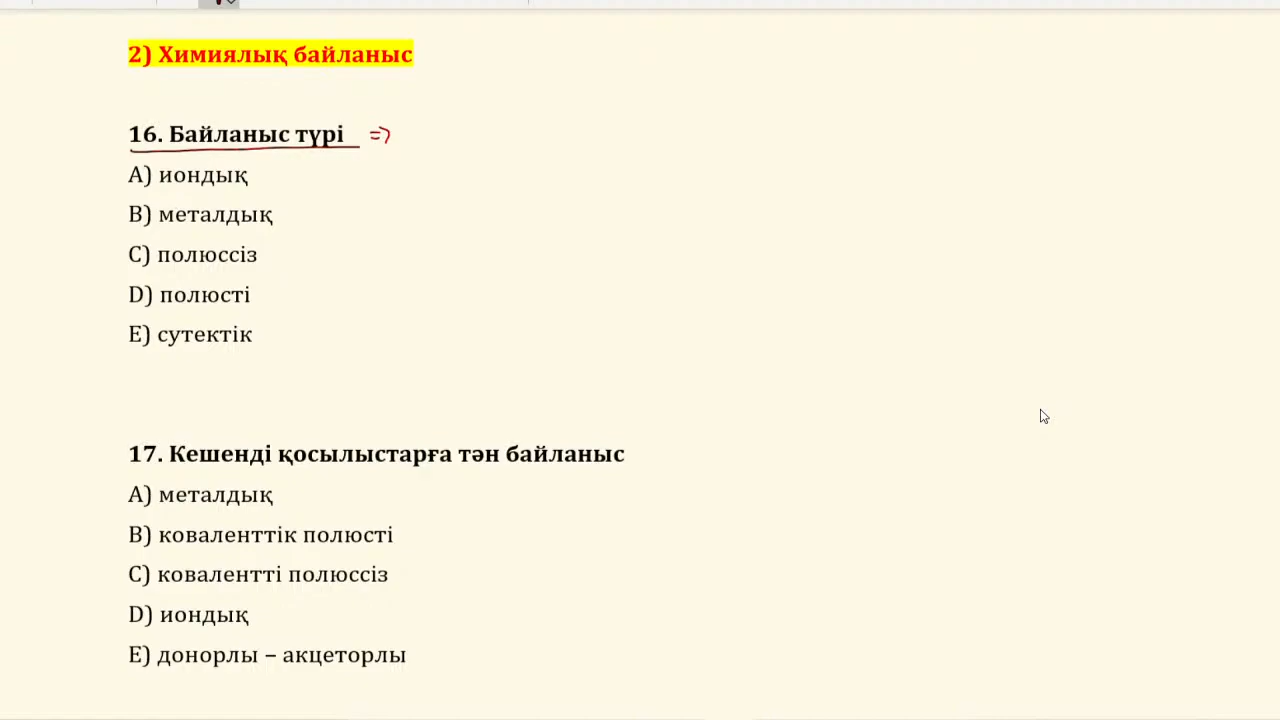 2) Химиялық байланыс
16. Байланыс түрі =>
A) иондық
B) металдық
C) полюссіз
D) полюсті
E) сутектік
17. Кешенді қосылыстарға тән байланыс
A) металдық
B) коваленттік полюсті
C) ковалентті полюссіз
D) иондық
E) донорлы – акцеторлы